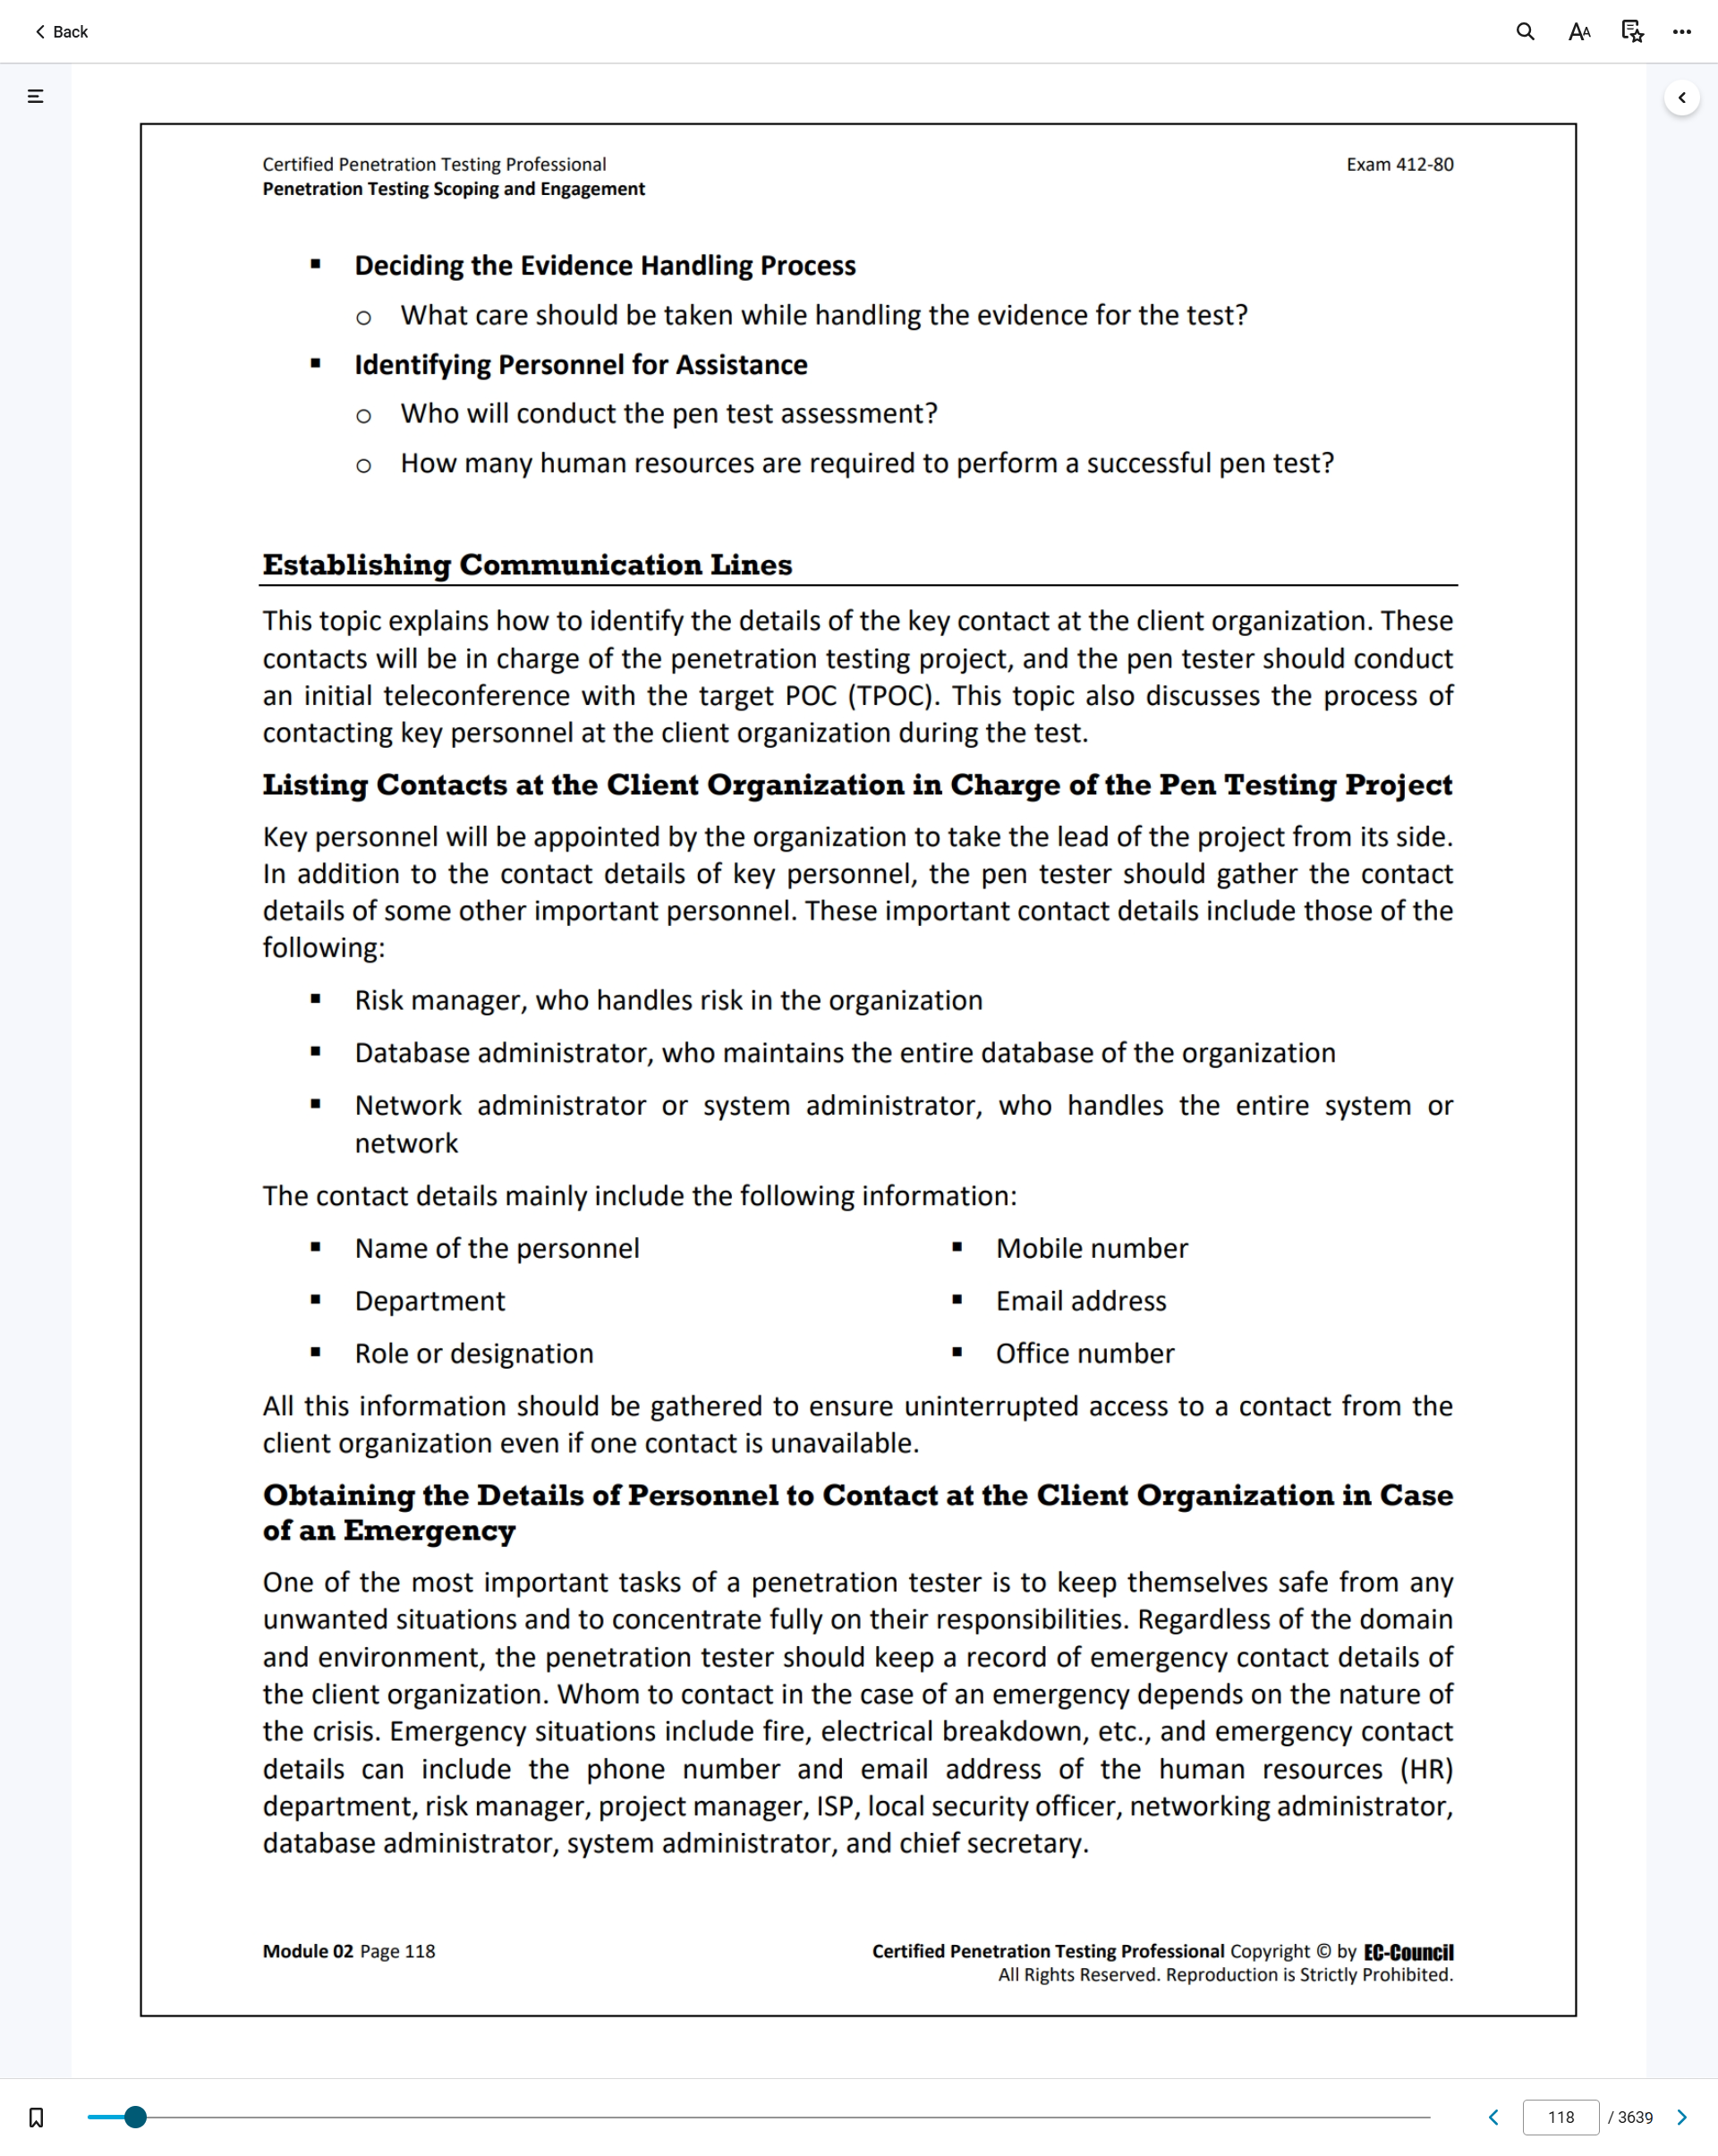 Back
Certified Penetration Testing Professional Exam 412-80
Penetration Testing Scoping and Engagement
▪ Deciding the Evidence Handling Process
o What care should be taken while handling the evidence for the test?
▪ Identifying Personnel for Assistance
o Who will conduct the pen test assessment?
o How many human resources are required to perform a successful pen test?
Establishing Communication Lines
This topic explains how to identify the details of the key contact at the client organization. These
contacts will be in charge of the penetration testing project, and the pen tester should conduct
an initial teleconference with the target POC (TPOC). This topic also discusses the process of
contacting key personnel at the client organization during the test.
Listing Contacts at the Client Organization in Charge of the Pen Testing Project
Key personnel will be appointed by the organization to take the lead of the project from its side.
In addition to the contact details of key personnel, the pen tester should gather the contact
details of some other important personnel. These important contact details include those of the
following:
▪ Risk manager, who handles risk in the organization
▪ Database administrator, who maintains the entire database of the organization
▪ Network administrator or system administrator, who handles the entire system or
network
The contact details mainly include the following information:
▪ Name of the personnel
▪ Department
▪ Role or designation
▪ Mobile number
▪ Email address
▪ Office number
All this information should be gathered to ensure uninterrupted access to a contact from the
client organization even if one contact is unavailable.
Obtaining the Details of Personnel to Contact at the Client Organization in Case
of an Emergency
One of the most important tasks of a penetration tester is to keep themselves safe from any
unwanted situations and to concentrate fully on their responsibilities. Regardless of the domain
and environment, the penetration tester should keep a record of emergency contact details of
the client organization. Whom to contact in the case of an emergency depends on the nature of
the crisis. Emergency situations include fire, electrical breakdown, etc., and emergency contact
details can include the phone number and email address of the human resources (HR)
department, risk manager, project manager, ISP, local security officer, networking administrator,
database administrator, system administrator, and chief secretary.
Module 02 Page 118 Certified Penetration Testing Professional Copyright © by EC-Council
All Rights Reserved. Reproduction is Strictly Prohibited.
118 / 3639